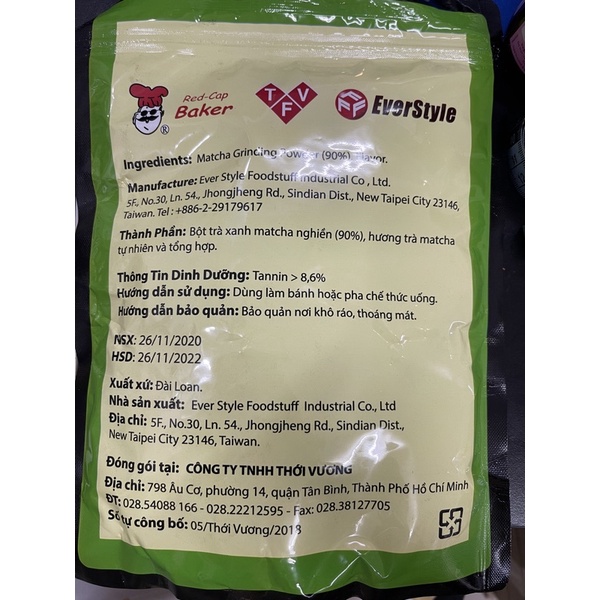 Red-Cap
Baker
®
T V
F
FFF EverStyle
Ingredients: Matcha Grinding Powder (90%), Flavor.
Manufacture: Ever Style Foodstuff Industrial Co , Ltd.
5F., No.30, Ln. 54., Jhongjheng Rd., Sindian Dist., New Taipei City 23146,
Taiwan. Tel : +886-2-29179617
Thành Phần: Bột trà xanh matcha nghiền (90%), hương trà matcha
tự nhiên và tổng hợp.
Thông Tin Dinh Dưỡng: Tannin > 8,6%
Hướng dẫn sử dụng: Dùng làm bánh hoặc pha chế thức uống.
Hướng dẫn bảo quản: Bảo quản nơi khô ráo, thoáng mát.
NSX: 26/11/2020
HSD: 26/11/2022
Xuất xứ: Đài Loan.
Nhà sản xuất: Ever Style Foodstuff Industrial Co., Ltd
Địa chỉ: 5F., No.30, Ln. 54., Jhongjheng Rd., Sindian Dist.,
New Taipei City 23146, Taiwan.
Đóng gói tại: CÔNG TY TNHH THỚI VƯƠNG
Địa chỉ: 798 Âu Cơ, phường 14, quận Tân Bình, Thành Phố Hồ Chí Minh
ĐT: 028.54088 166 - 028.22212595 - Fax: 028.38127705
Số tự công bố: 05/Thới Vương/2018